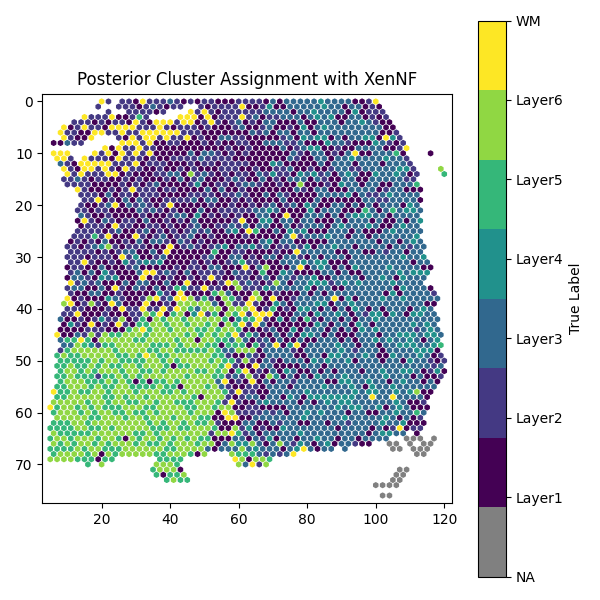 Posterior Cluster Assignment with XenNF
0
10
20
30
40
50
60
70
20
40
60
80
100
120
WM
Layer6
Layer5
Layer4
Layer3
Layer2
Layer1
NA
True Label